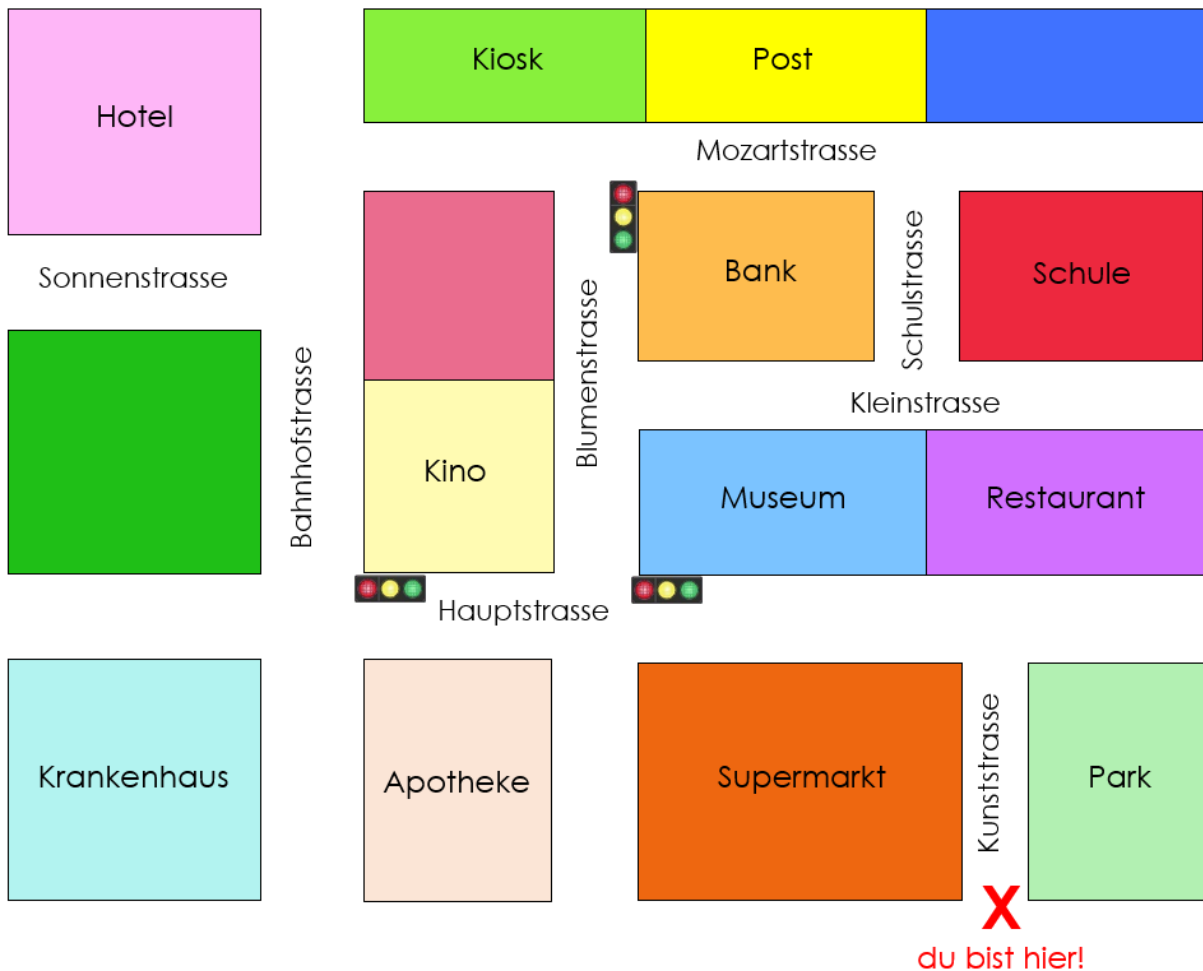 Kiosk
Post
Hotel
Mozartstrasse
Sonnenstrasse
Bank
Schulstrasse
Schule
Bahnhofstrasse
Blumenstrasse
Kleinstrasse
Kino
Museum
Restaurant
Hauptstrasse
Krankenhaus
Apotheke
Supermarkt
Kunststrasse
Park
X
du bist hier!